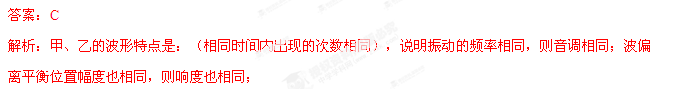 答案：C
解析：甲、乙的波形特点是：（相同时间内出现的次数相同），说明振动的频率相同，则音调相同；波偏
离平衡位置幅度也相同，则响度也相同；